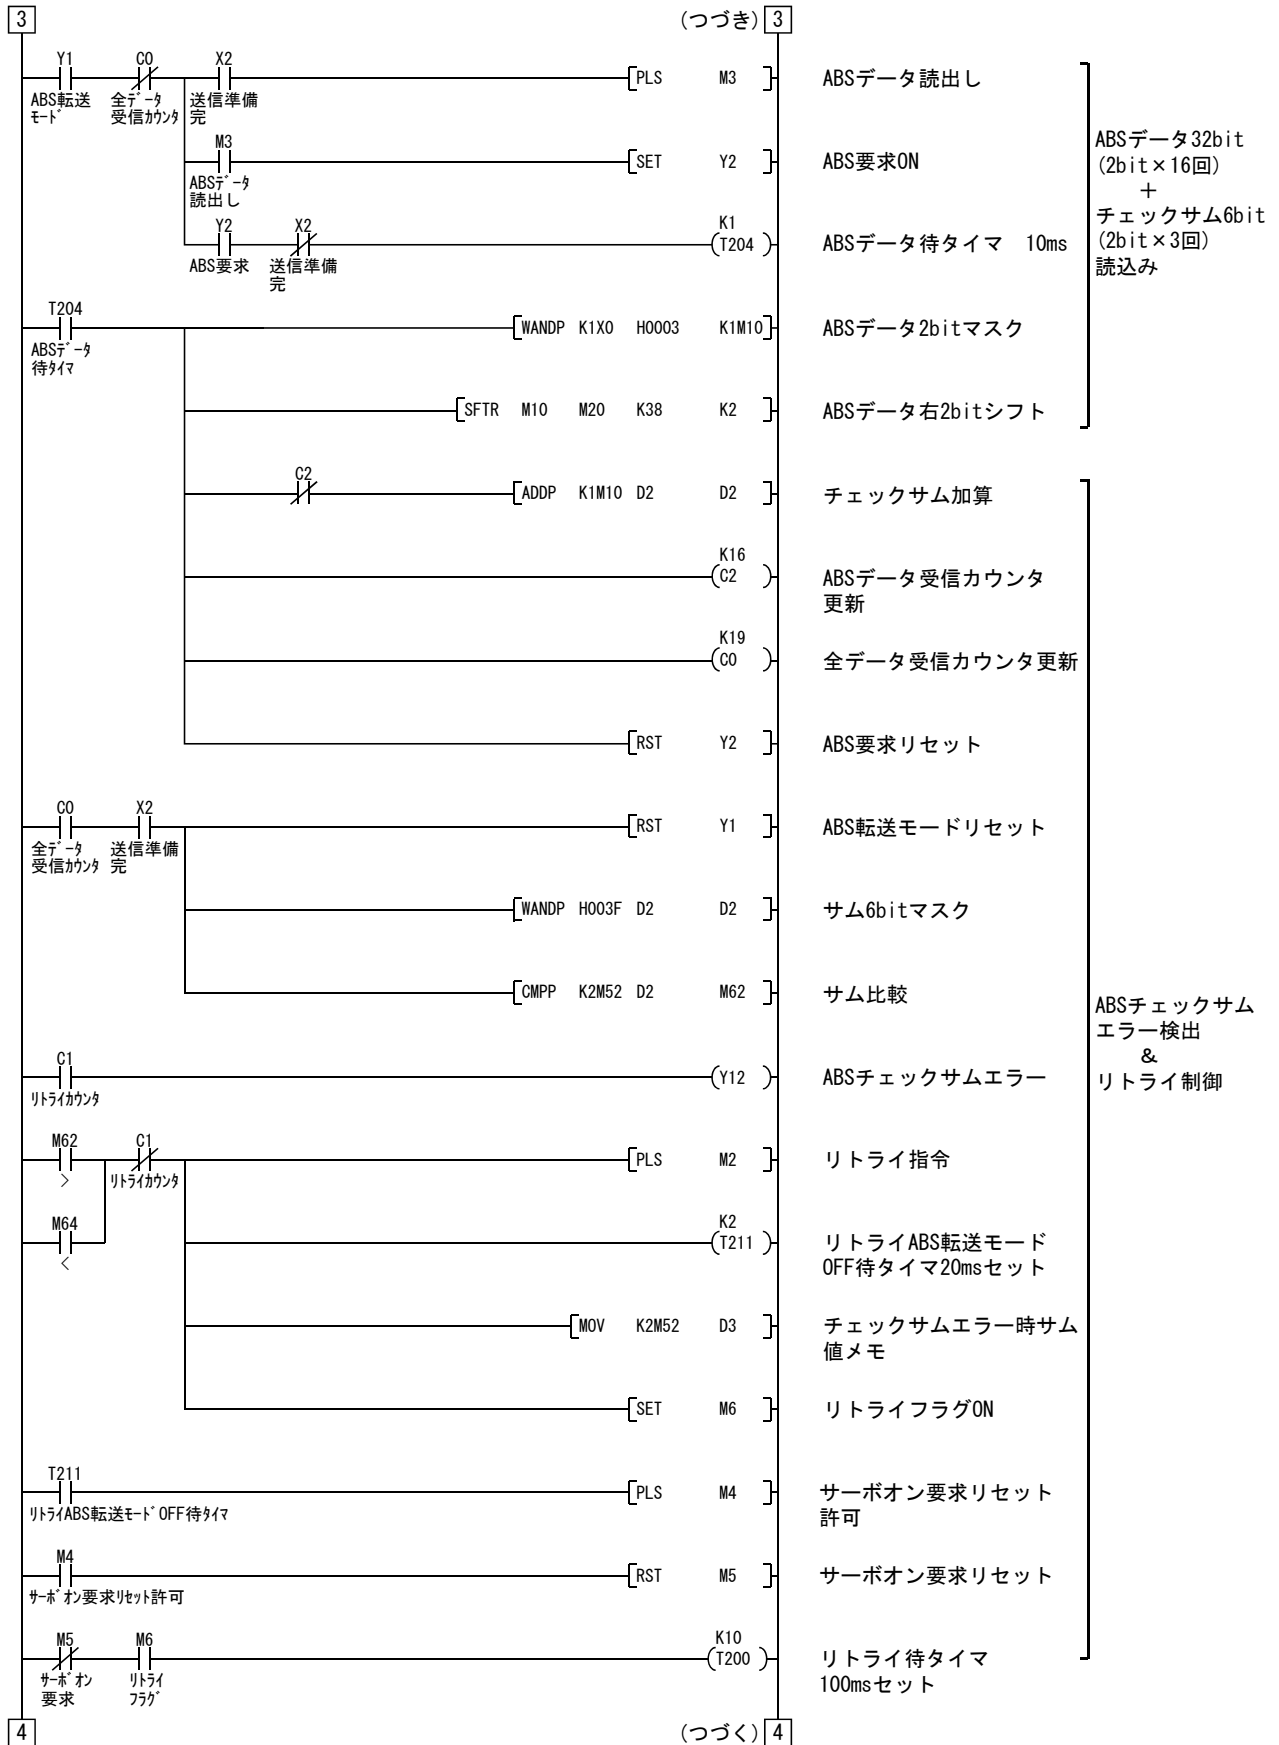 3 (つづき) 3
Y1 C0 X2
[PLS M3 ] ABSデータ読出し
ABS転送 全データ 送信準備
モード 受信カウンタ 完
ABSデータ32bit
(2bit×16回)
+
チェックサム6bit
(2bit×3回)
読込み
M3
[SET Y2 ] ABS要求ON
ABSデータ
読出し
Y2 X2 K1
(T204 ) ABSデータ待タイマ 10ms
ABS要求 送信準備
完
T204
[WANDP K1X0 H0003 K1M10] ABSデータ2bitマスク
ABSデータ
待タイマ
[SFTR M10 M20 K38 K2 ] ABSデータ右2bitシフト
C2
[ADDP K1M10 D2 D2 ] チェックサム加算
K16
(C2 ) ABSデータ受信カウンタ
更新
K19
(C0 ) 全データ受信カウンタ更新
[RST Y2 ] ABS要求リセット
C0 X2
[RST Y1 ] ABS転送モードリセット
全データ 送信準備
受信カウンタ 完
[WANDP H003F D2 D2 ] サム6bitマスク
[CMPP K2M52 D2 M62 ] サム比較
ABSチェックサム
エラー検出
&
リトライ制御
C1
(Y12 ) ABSチェックサムエラー
リトライカウンタ
M62 C1
[PLS M2 ] リトライ指令
> リトライカウンタ
M64 K2
(T211 ) リトライABS転送モード
< OFF待タイマ20msセット
[MOV K2M52 D3 ] チェックサムエラー時サム
値メモ
[SET M6 ] リトライフラグON
T211
[PLS M4 ] サーボオン要求リセット
リトライABS転送モードOFF待タイマ 許可
M4
[RST M5 ] サーボオン要求リセット
サーボオン要求リセット許可
M5 M6 K10
(T200 ) リトライ待タイマ
サーボオン リトライ 100msセット
要求 フラグ
4 (つづく) 4